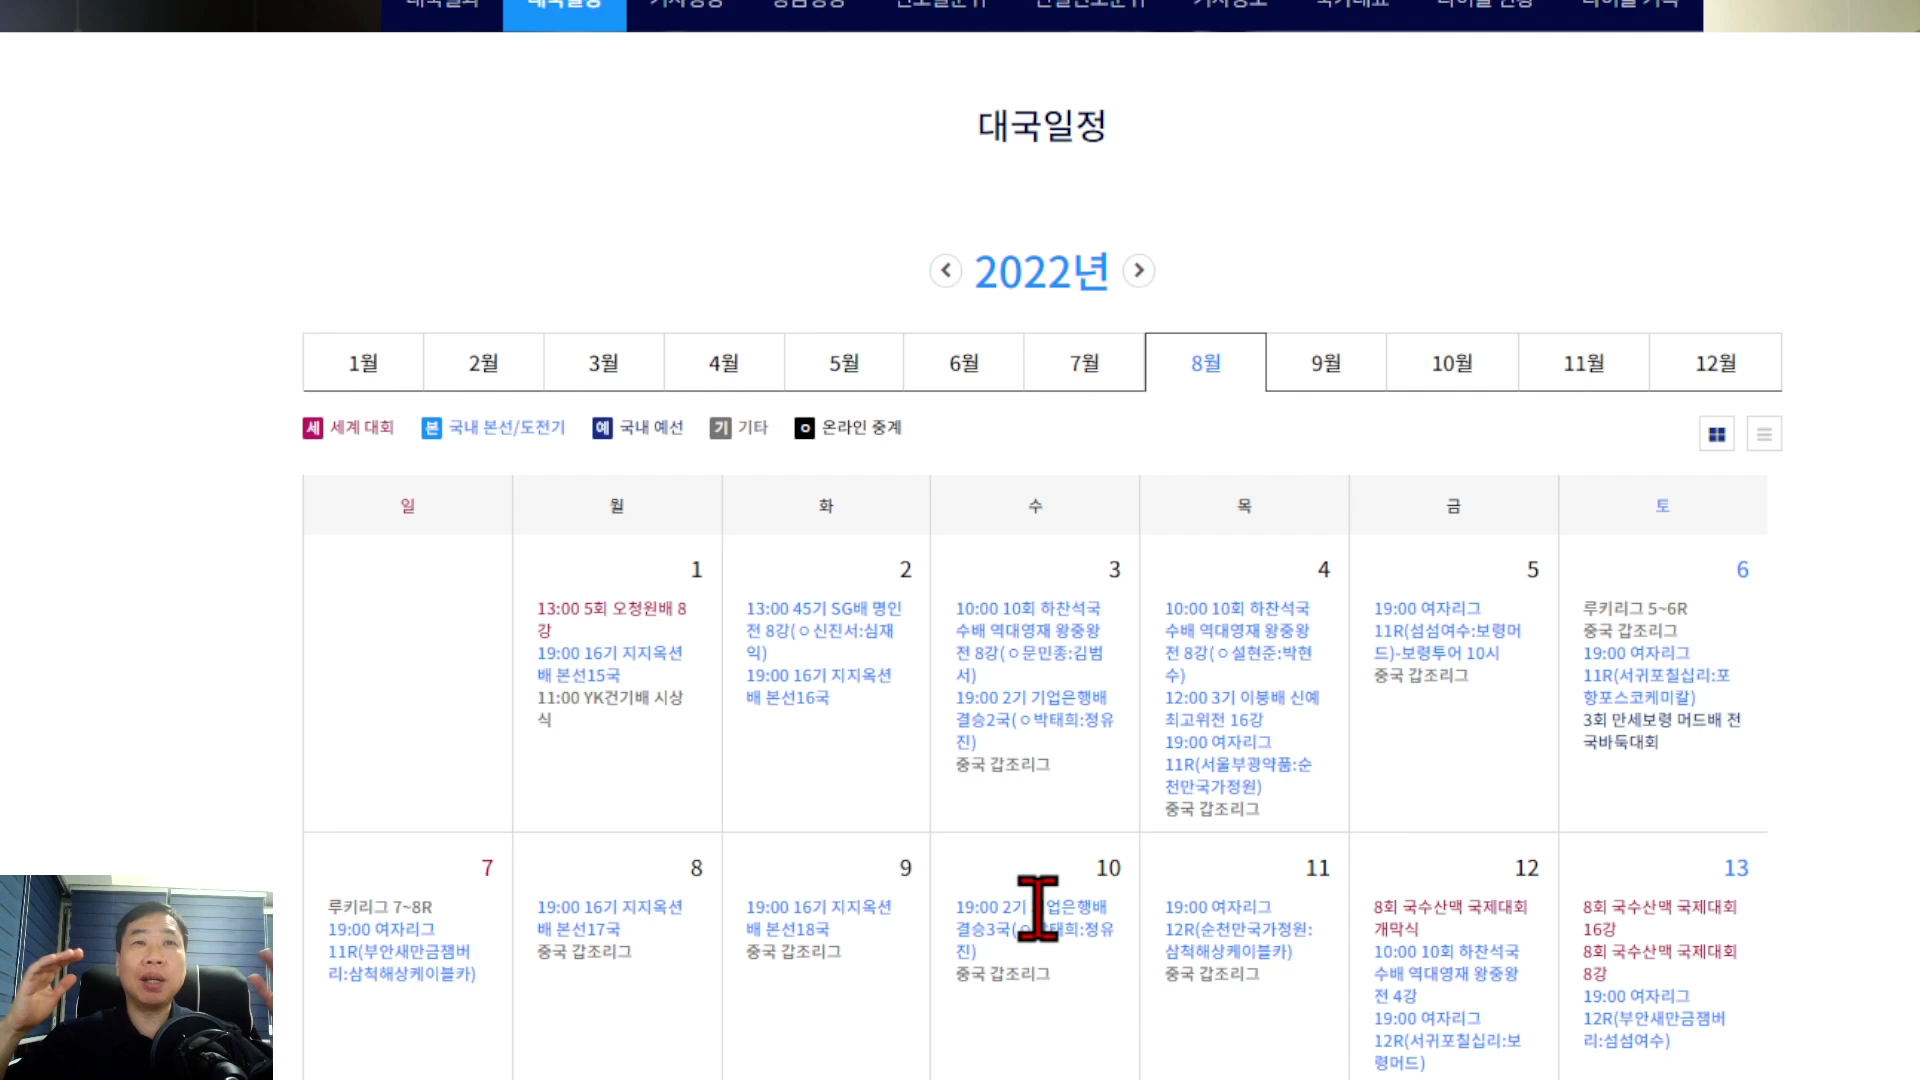 대국일정
대국일정
2022년
1월 2월 3월 4월 5월 6월 7월 8월 9월 10월 11월 12월
세 세계 대회 본 국내 본선/도전기 예 국내 예선 기 기타 ㅇ 온라인 중계
일 월 화 수 목 금 토
1
13:00 5회 오청원배 8
강
19:00 16기 지지옥션
배 본선15국
11:00 YK건기배 시상
식
2
13:00 45기 SG배 명인
전 8강(ㅇ신진서:심재
익)
19:00 16기 지지옥션
배 본선16국
3
10:00 10회 하찬석국
수배 역대영재 왕중왕
전 8강(ㅇ문민종:김범
서)
19:00 2기 기업은행배
결승2국(ㅇ박태희:정유
진)
중국 갑조리그
4
10:00 10회 하찬석국
수배 역대영재 왕중왕
전 8강(ㅇ설현준:박현
수)
12:00 3기 이붕배 신예
최고위전 16강
19:00 여자리그
11R(서울부광약품:순
천만국가정원)
중국 갑조리그
5
19:00 여자리그
11R(섬섬여수:보령머
드)-보령투어 10시
중국 갑조리그
6
루키리그 5~6R
중국 갑조리그
19:00 여자리그
11R(서귀포칠십리:포
항포스코케미칼)
3회 만세보령 머드배 전
국바둑대회
7
루키리그 7~8R
19:00 여자리그
11R(부안새만금잼버
리:삼척해상케이블카)
8
19:00 16기 지지옥션
배 본선17국
중국 갑조리그
9
19:00 16기 지지옥션
배 본선18국
중국 갑조리그
10
19:00 2기 업은행배
결승3국( 태희:정유
진)
중국 갑조리그
11
19:00 여자리그
12R(순천만국가정원:
삼척해상케이블카)
중국 갑조리그
12
8회 국수산맥 국제대회
개막식
10:00 10회 하찬석국
수배 역대영재 왕중왕
전 4강
19:00 여자리그
12R(서귀포칠십리:보
령머드)
13
8회 국수산맥 국제대회
16강
8회 국수산맥 국제대회
8강
19:00 여자리그
12R(부안새만금잼버
리:섬섬여수)